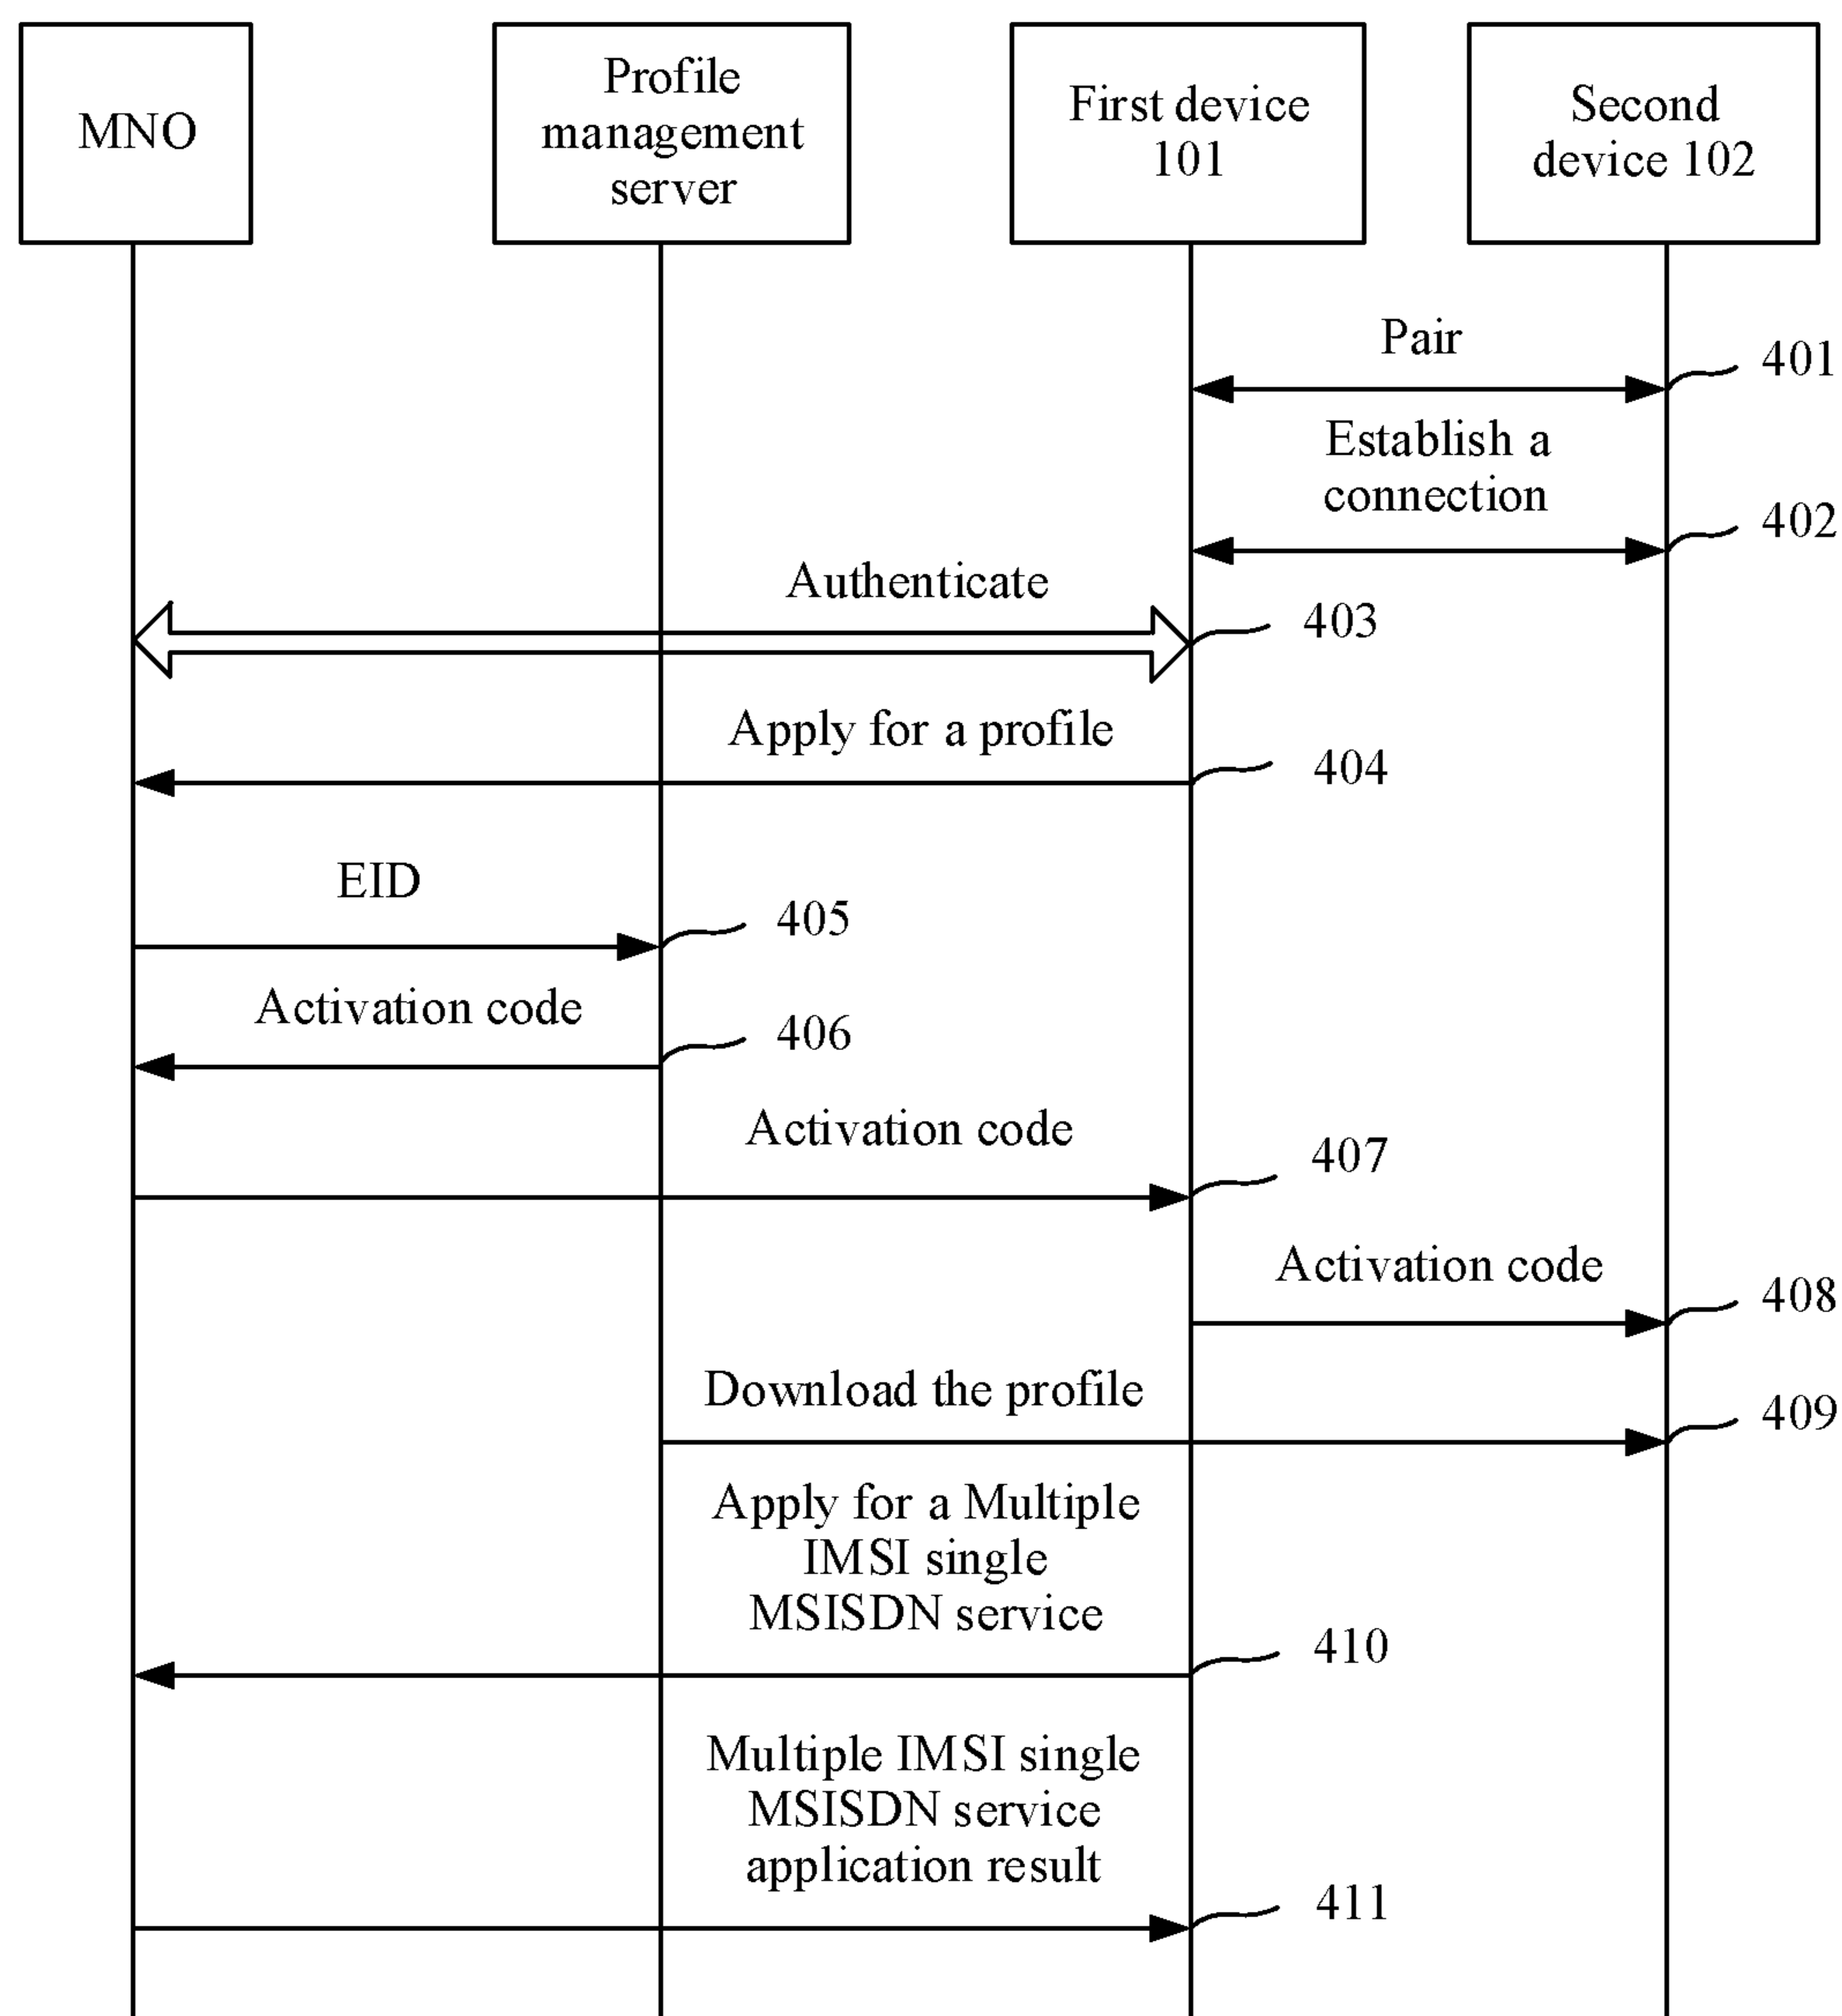 MNO
Profile
management
server
First device
101
Second
device 102
Pair
401
Establish a
connection
402
Authenticate
403
Apply for a profile
404
EID
405
Activation code
406
Activation code
407
Activation code
408
Download the profile
409
Apply for a Multiple
IMSI single
MSISDN service
410
Multiple IMSI single
MSISDN service
application result
411